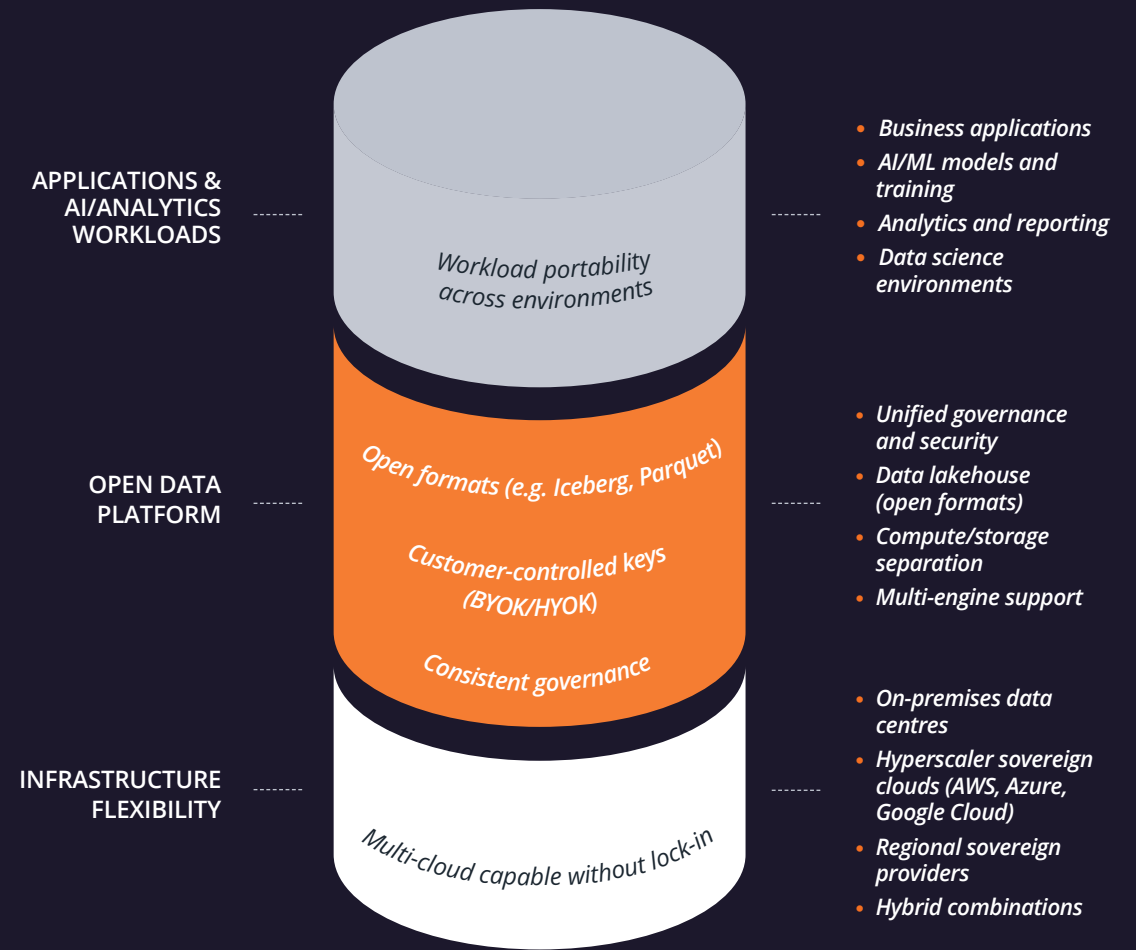 APPLICATIONS &
AI/ANALYTICS
WORKLOADS
Workload portability
across environments
• Business applications
• AI/ML models and
training
• Analytics and reporting
• Data science
environments
OPEN DATA
PLATFORM
Open formats (e.g. Iceberg, Parquet)
Customer-controlled keys
(BYOK/HYOK)
Consistent governance
• Unified governance
and security
• Data lakehouse
(open formats)
• Compute/storage
separation
• Multi-engine support
INFRASTRUCTURE
FLEXIBILITY
Multi-cloud capable without lock-in
• On-premises data
centres
• Hyperscaler sovereign
clouds (AWS, Azure,
Google Cloud)
• Regional sovereign
providers
• Hybrid combinations